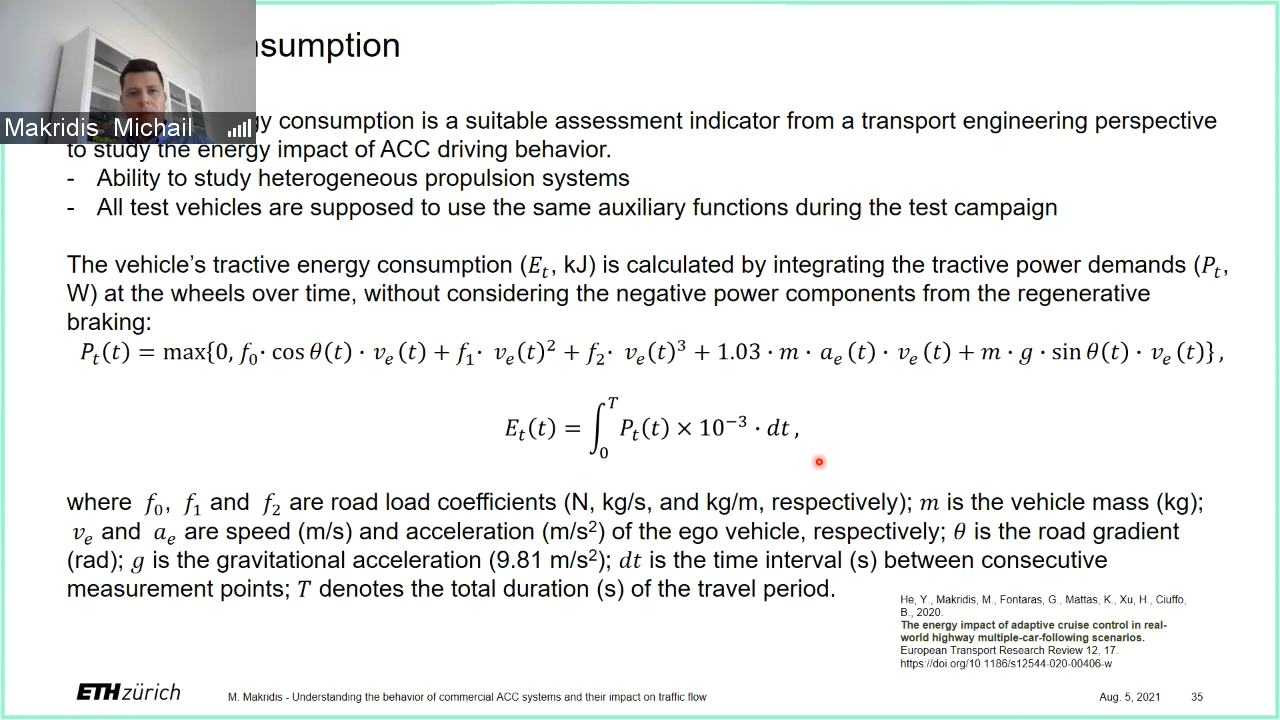 nsumption
Makridis Michail
gy consumption is a suitable assessment indicator from a transport engineering perspective
to study the energy impact of ACC driving behavior.
- Ability to study heterogeneous propulsion systems
- All test vehicles are supposed to use the same auxiliary functions during the test campaign
The vehicle's tractive energy consumption (Eₜ, kJ) is calculated by integrating the tractive power demands (Pₜ,
W) at the wheels over time, without considering the negative power components from the regenerative
braking:
Pₜ(t) = max{0, f₀· cos θ(t) · vₑ(t) + f₁· vₑ(t)² + f₂· vₑ(t)³ + 1.03 · m · aₑ(t) · vₑ(t) + m · g · sin θ(t) · vₑ(t)},
Eₜ(t) = ∫₀ᵀ Pₜ(t) × 10⁻³ · dt,
where f₀, f₁ and f₂ are road load coefficients (N, kg/s, and kg/m, respectively); m is the vehicle mass (kg);
vₑ and aₑ are speed (m/s) and acceleration (m/s²) of the ego vehicle, respectively; θ is the road gradient
(rad); g is the gravitational acceleration (9.81 m/s²); dt is the time interval (s) between consecutive
measurement points; T denotes the total duration (s) of the travel period.
He, Y., Makridis, M., Fontaras, G., Mattas, K., Xu, H., Ciuffo,
B., 2020.
The energy impact of adaptive cruise control in real-
world highway multiple-car-following scenarios.
European Transport Research Review 12, 17.
https://doi.org/10.1186/s12544-020-00406-w
ETH zürich
M. Makridis - Understanding the behavior of commercial ACC systems and their impact on traffic flow
Aug. 5, 2021
35